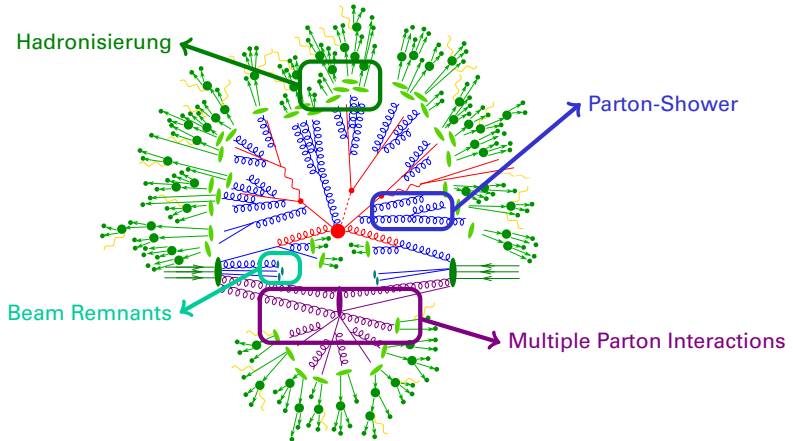 Hadronisierung
Parton-Shower
Beam Remnants
Multiple Parton Interactions